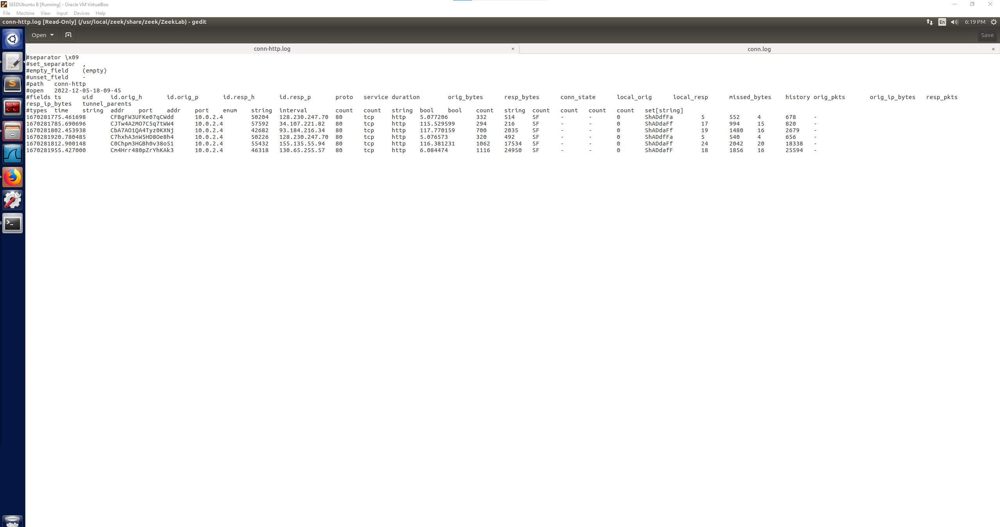 SEEDUbuntu B [Running] - Oracle VM VirtualBox
File Machine View Input Devices Help
conn-http.log [Read-Only] (/usr/local/zeek/share/zeek/ZeekLab) - gedit En 6:19 PM
Open Save
conn-http.log × conn.log ×
#separator \x09
#set_separator ,
#empty_field (empty)
#unset_field -
#path conn-http
#open 2022-12-05-18-09-45
#fields ts uid id.orig_h id.orig_p id.resp_h id.resp_p proto service duration orig_bytes resp_bytes conn_state local_orig local_resp missed_bytes history orig_pkts orig_ip_bytes resp_pkts
resp_ip_bytes tunnel_parents
#types time string addr port addr port enum string interval count count string bool bool count string count count count count set[string]
1670281775.461698 CFBgFW3UFKe07qCWdd 10.0.2.4 50204 128.230.247.70 80 tcp http 5.077206 332 514 SF - - 0 ShADdfFa 5 552 4 678 -
1670281785.690696 CJTw4A2MO7C5q7tWW4 10.0.2.4 57592 34.107.221.82 80 tcp http 115.529599 294 216 SF - - 0 ShADdaFf 17 994 15 820 -
1670281802.453938 CbA7AO1QA4Tyz0KXNj 10.0.2.4 42682 93.184.216.34 80 tcp http 117.770159 700 2035 SF - - 0 ShADdaFf 19 1480 16 2679 -
1670281920.780485 C7hxhA3nW5HD8Oe8h4 10.0.2.4 50226 128.230.247.70 80 tcp http 5.076573 320 492 SF - - 0 ShADdfFa 5 540 4 656 -
1670281812.900148 C0Chpm3HGBh0v38o51 10.0.2.4 55432 155.135.55.94 80 tcp http 116.381231 1062 17534 SF - - 0 ShADdaFf 24 2042 20 18338 -
1670281955.427000 Cm4Hrr480pZrYhKAk3 10.0.2.4 46318 130.65.255.57 80 tcp http 6.084474 1116 24950 SF - - 0 ShADdafF 18 1856 16 25594 -